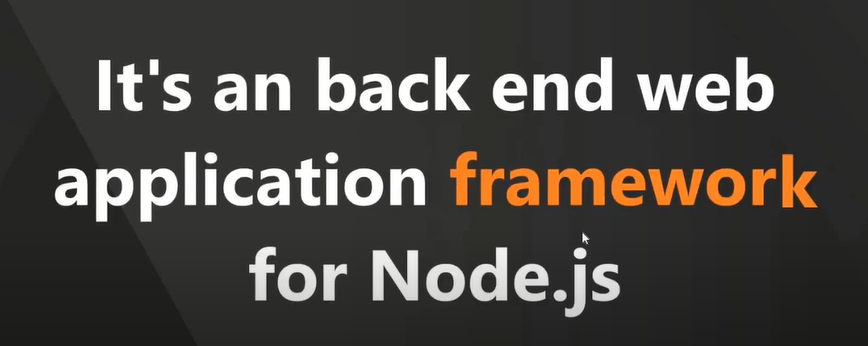 It's an back end web
application framework
for Node.js